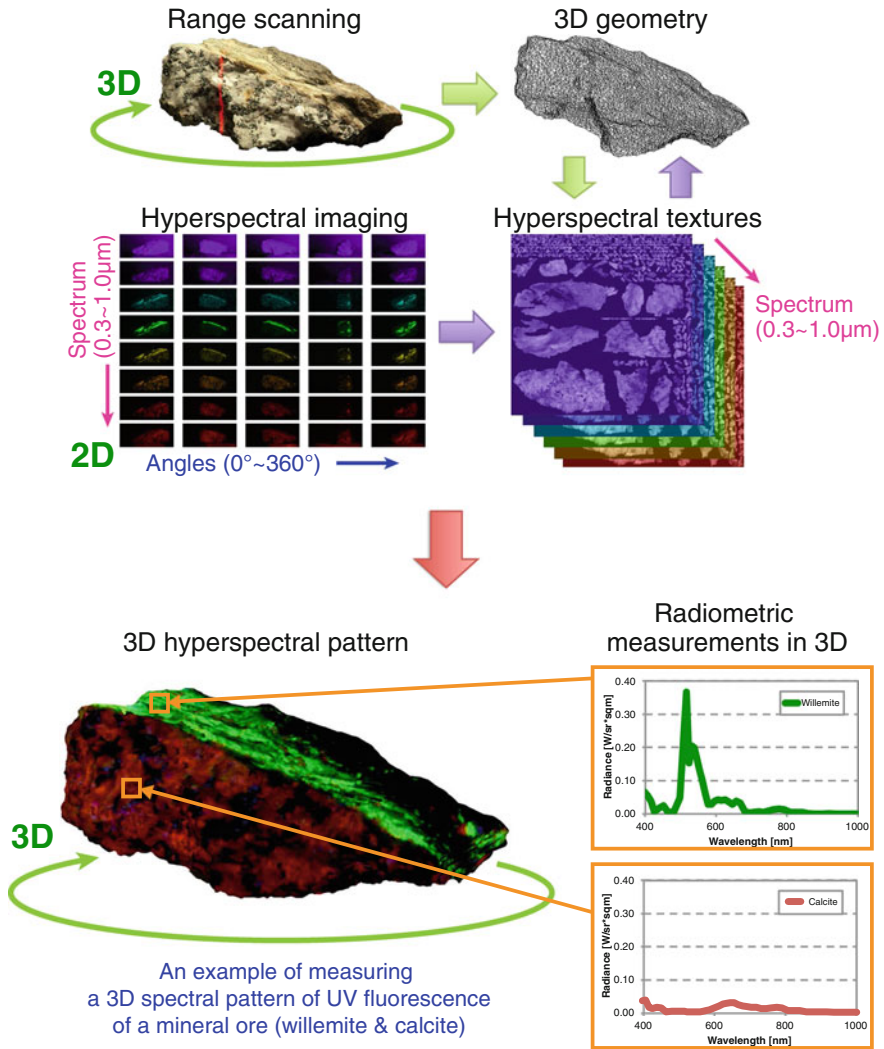 Range scanning
3D geometry
3D
Hyperspectral imaging
Hyperspectral textures
Spectrum
(0.3~1.0μm)
Spectrum
(0.3~1.0μm)
2D
Angles (0°~360°)
3D hyperspectral pattern
Radiometric
measurements in 3D
0.40
0.30
0.20
0.10
0.00
Radiance [W/sr*sqm]
Willemite
400
600
800
1000
Wavelength [nm]
3D
0.40
0.30
0.20
0.10
0.00
Radiance [W/sr*sqm]
Calcite
400
600
800
1000
Wavelength [nm]
An example of measuring
a 3D spectral pattern of UV fluorescence
of a mineral ore (willemite & calcite)